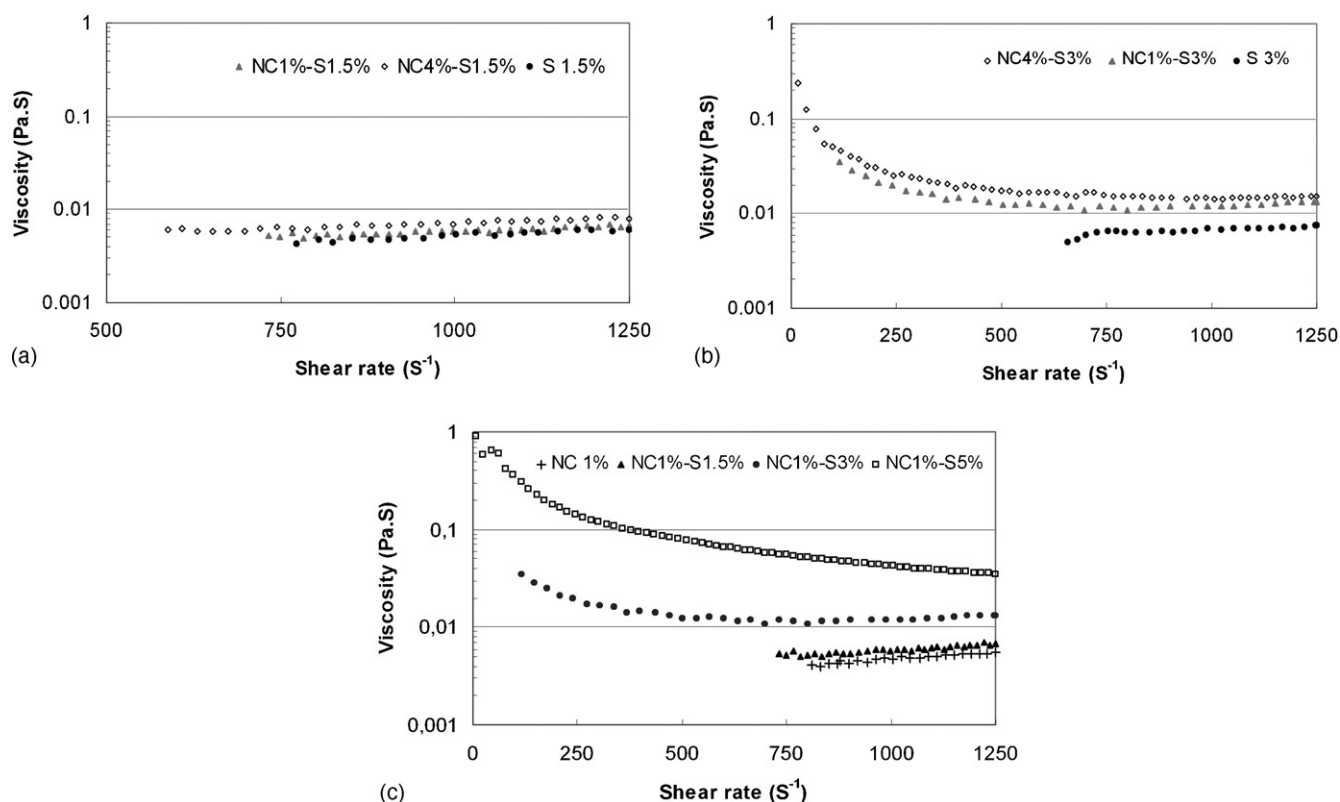 1
0.1
0.01
0.001
Viscosity (Pa.S)
NC1%-S1.5% NC4%-S1.5% S 1.5%
500 750 1000 1250
Shear rate (S⁻¹)
(a)
1
0.1
0.01
0.001
Viscosity (Pa.S)
NC4%-S3% NC1%-S3% S 3%
0 250 500 750 1000 1250
Shear rate (S⁻¹)
(b)
1
0,1
0,01
0,001
Viscosity (Pa.S)
NC 1% NC1%-S1.5% NC1%-S3% NC1%-S5%
0 250 500 750 1000 1250
Shear rate (S⁻¹)
(c)